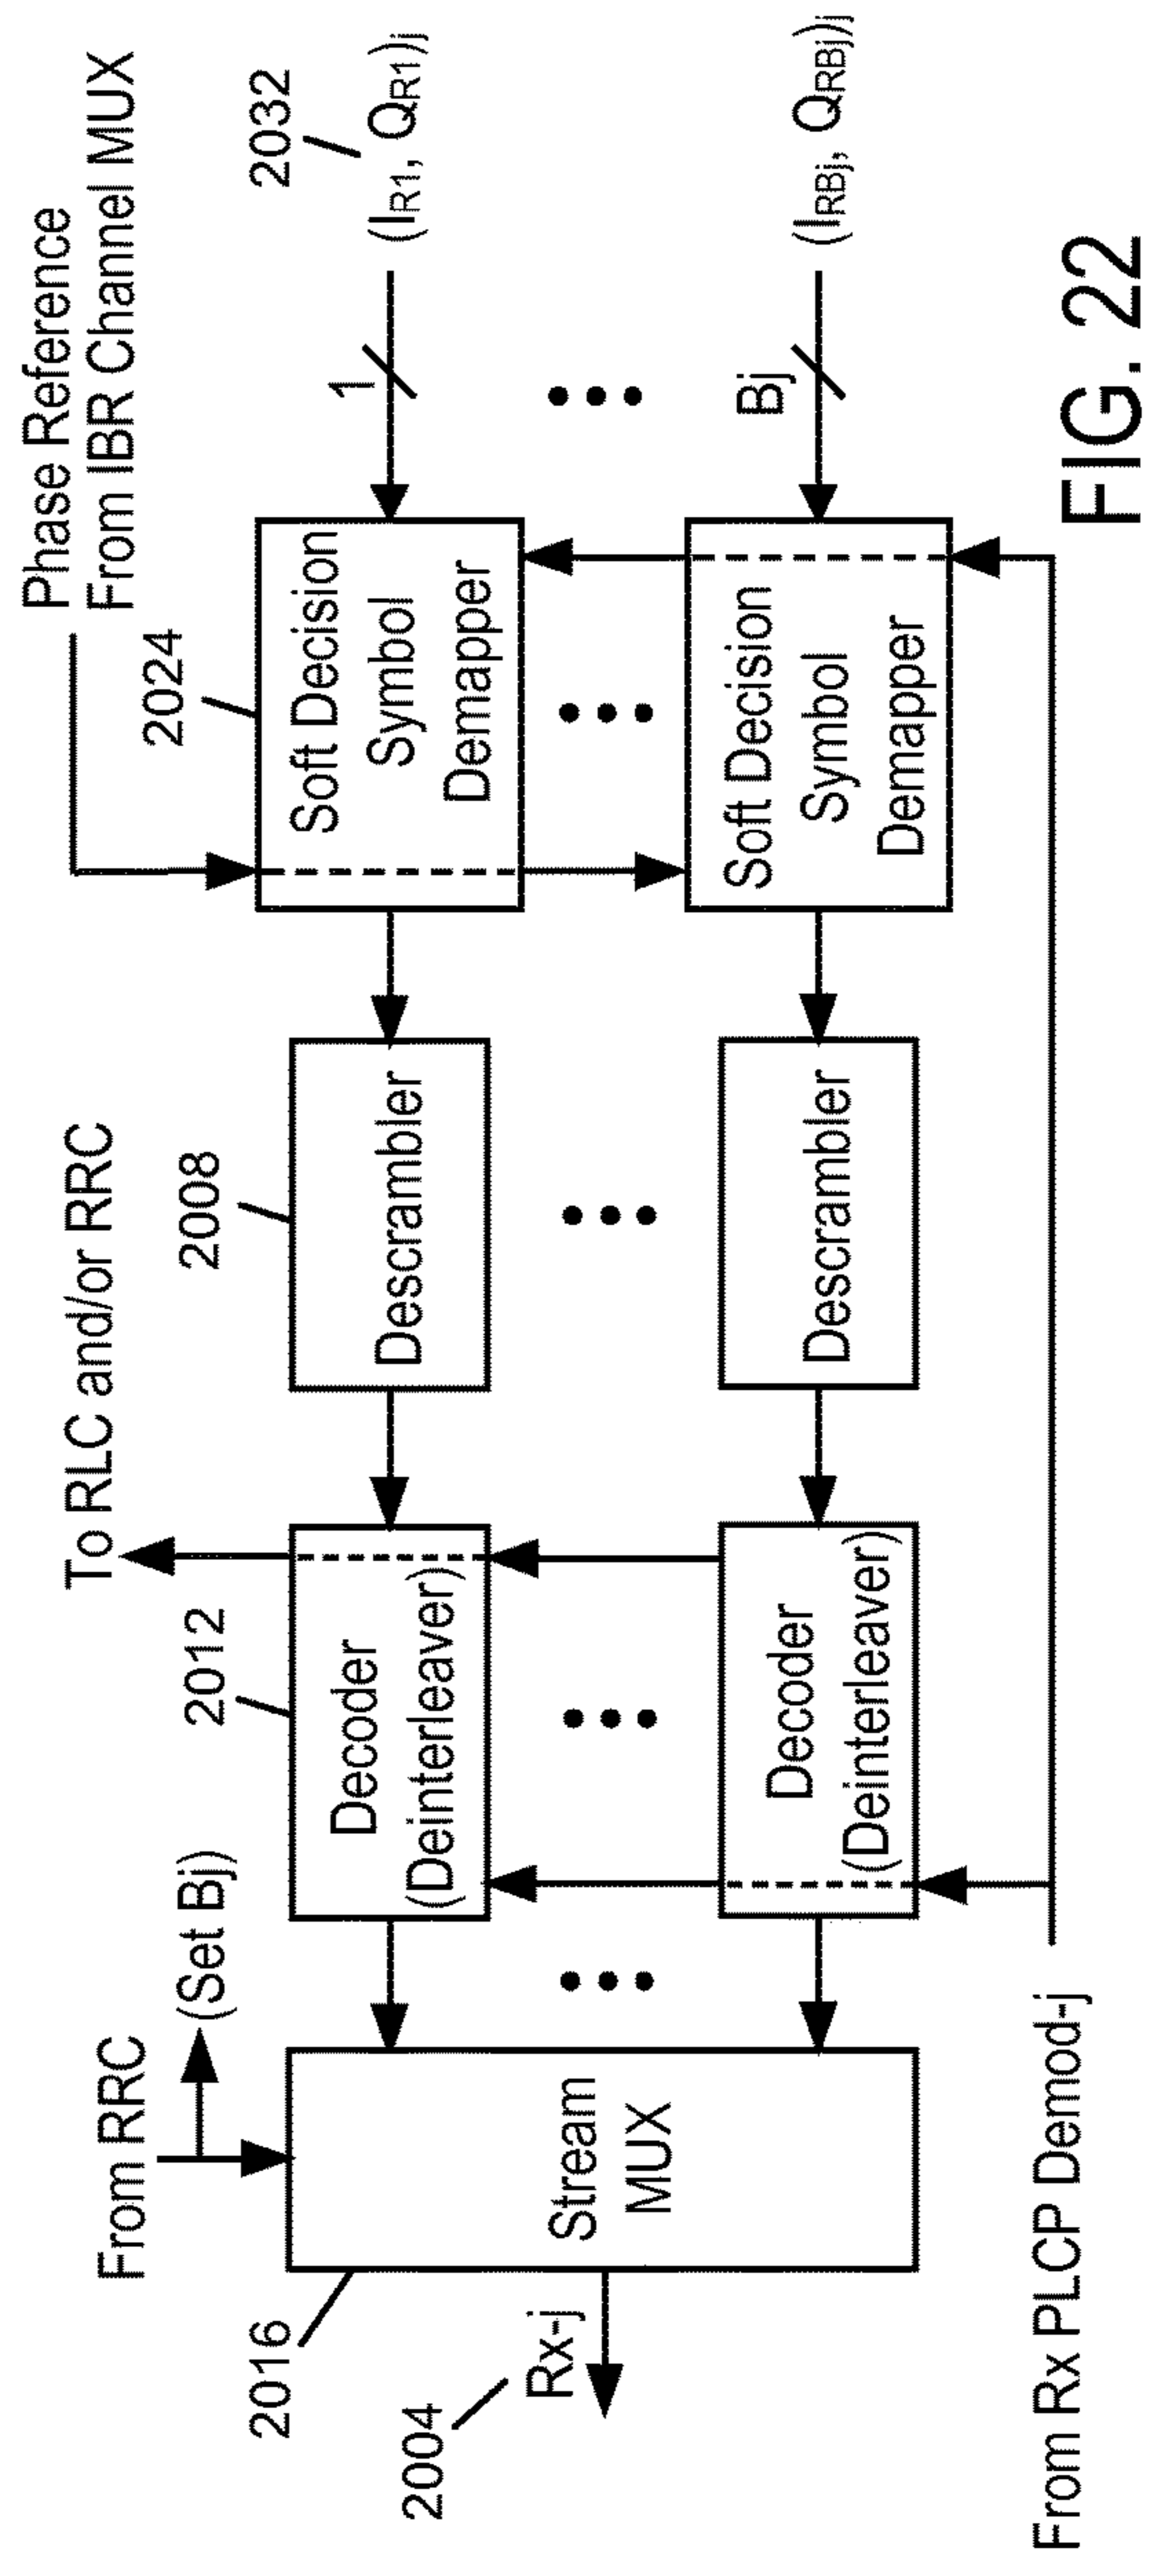 Phase Reference
From IBR Channel MUX
2032
(IR1, QR1)j
1
2024
Soft Decision
Symbol
Demapper
To RLC and/or RRC
2008
Descrambler
2012
Decoder
(Deinterleaver)
From RRC
(Set Bj)
2016
Stream
MUX
2004
Rx-j
(IRBj, QRBj)j
Bj
Soft Decision
Symbol
Demapper
Descrambler
Decoder
(Deinterleaver)
From Rx PLCP Demod-j
FIG. 22